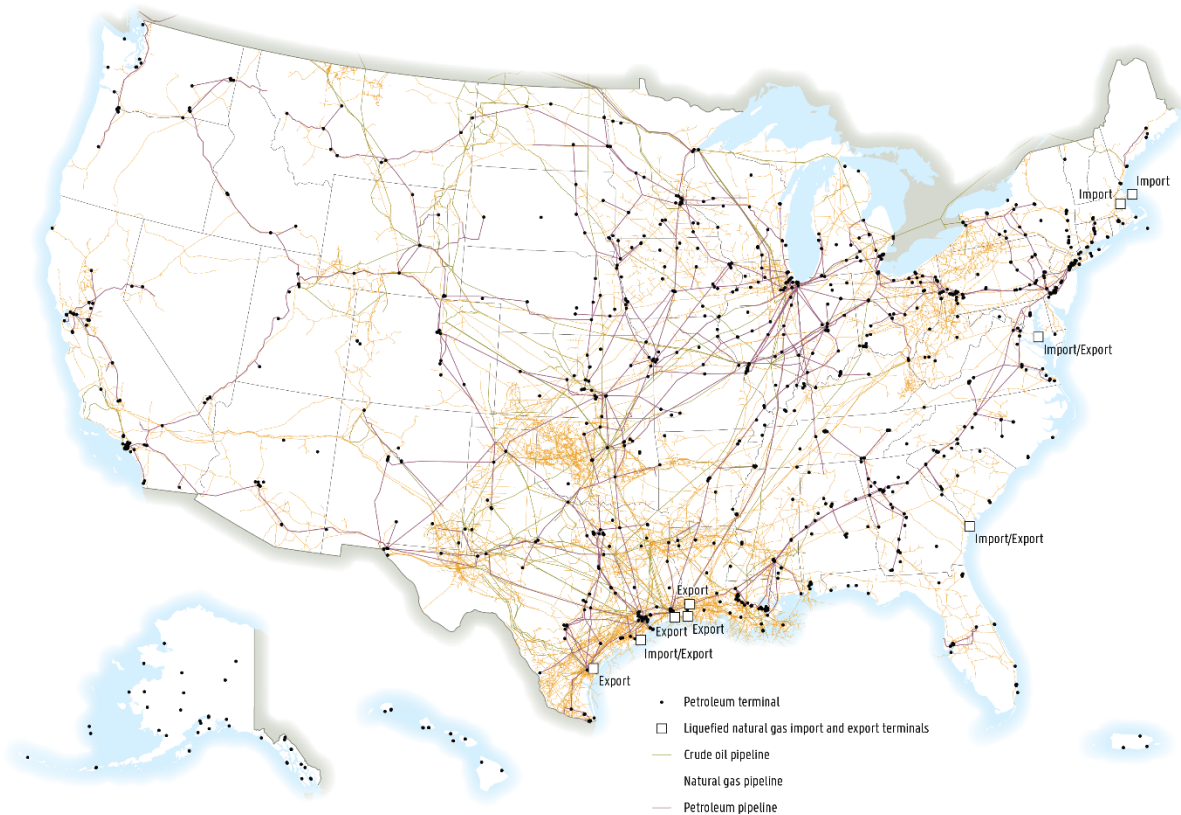 Import
Import
Import/Export
Import/Export
Export
Export
Export
Import/Export
Export
Petroleum terminal
Liquefied natural gas import and export terminals
Crude oil pipeline
Natural gas pipeline
Petroleum pipeline